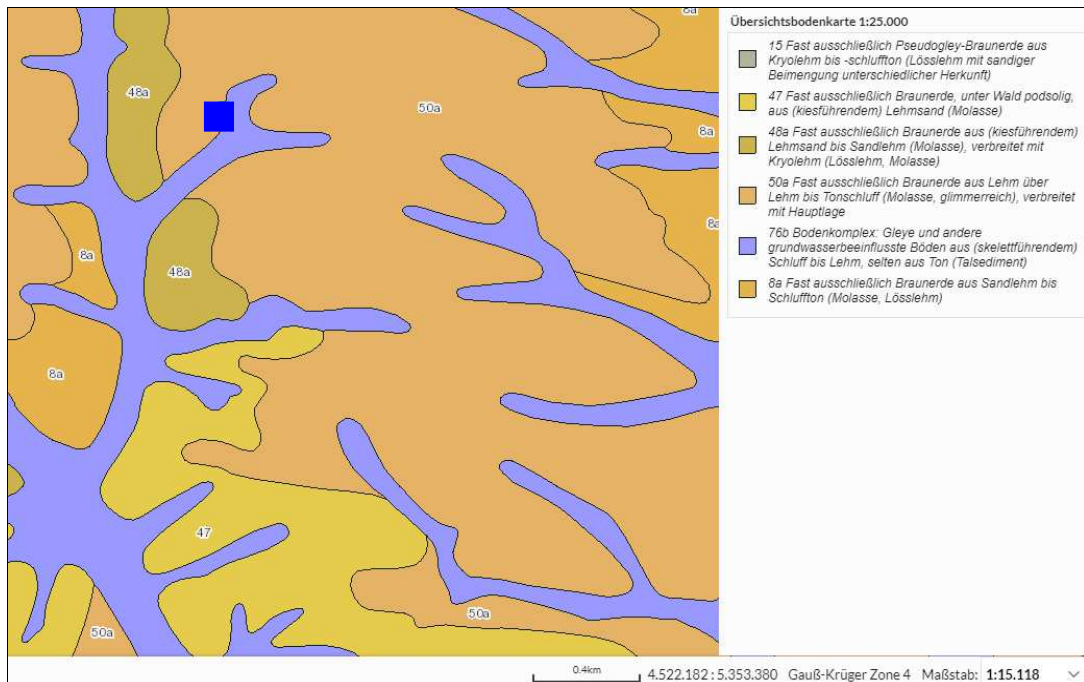 Übersichtsbodenkarte 1:25.000
15 Fast ausschließlich Pseudogley-Braunerde aus
Kryolehm bis -schluffton (Lösslehm mit sandiger
Beimengung unterschiedlicher Herkunft)
47 Fast ausschließlich Braunerde, unter Wald podsolig,
aus (kiesführendem) Lehmsand (Molasse)
48a Fast ausschließlich Braunerde aus (kiesführendem)
Lehmsand bis Sandlehm (Molasse), verbreitet mit
Kryolehm (Lösslehm, Molasse)
50a Fast ausschließlich Braunerde aus Lehm über
Lehm bis Tonschluff (Molasse, glimmerreich), verbreitet
mit Hauptlage
76b Bodenkomplex: Gleye und andere
grundwasserbeeinflusste Böden aus (skelettführendem)
Schluff bis Lehm, selten aus Ton (Talsediment)
8a Fast ausschließlich Braunerde aus Sandlehm bis
Schluffton (Molasse, Lösslehm)
8a
48a
50a
8a
8a
8a
48a
8a
47
50a
50a
0.4km
4.522.182 : 5.353.380 Gauß-Krüger Zone 4 Maßstab: 1:15.118